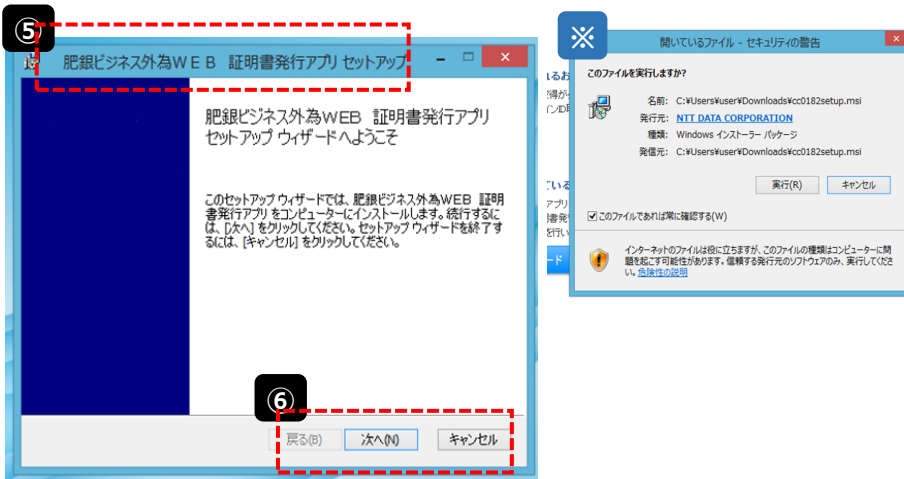 ⑤
肥銀ビジネス外為ＷＥＢ　証明書発行アプリ セットアップ
肥銀ビジネス外為WEB　証明書発行アプリ
セットアップ ウィザードへようこそ
このセットアップ ウィザードでは、肥銀ビジネス外為WEB　証明
書発行アプリ をコンピューターにインストールします。続行するに
は、[次へ] をクリックしてください。セットアップ ウィザードを終了す
るには、[キャンセル] をクリックしてください。
⑥
戻る(B)
次へ(N)
キャンセル
※
開いているファイル - セキュリティの警告
このファイルを実行しますか?
名前: C:¥Users¥user¥Downloads¥cc0182setup.msi
発行元: NTT DATA CORPORATION
種類: Windows インストーラー パッケージ
発信元: C:¥Users¥user¥Downloads¥cc0182setup.msi
実行(R)
キャンセル
このファイルであれば常に確認する(W)
インターネットのファイルは役に立ちますが、このファイルの種類はコンピューターに問
題を起こす可能性があります。信頼する発行元のソフトウェアのみ、実行してくださ
い。危険性の説明